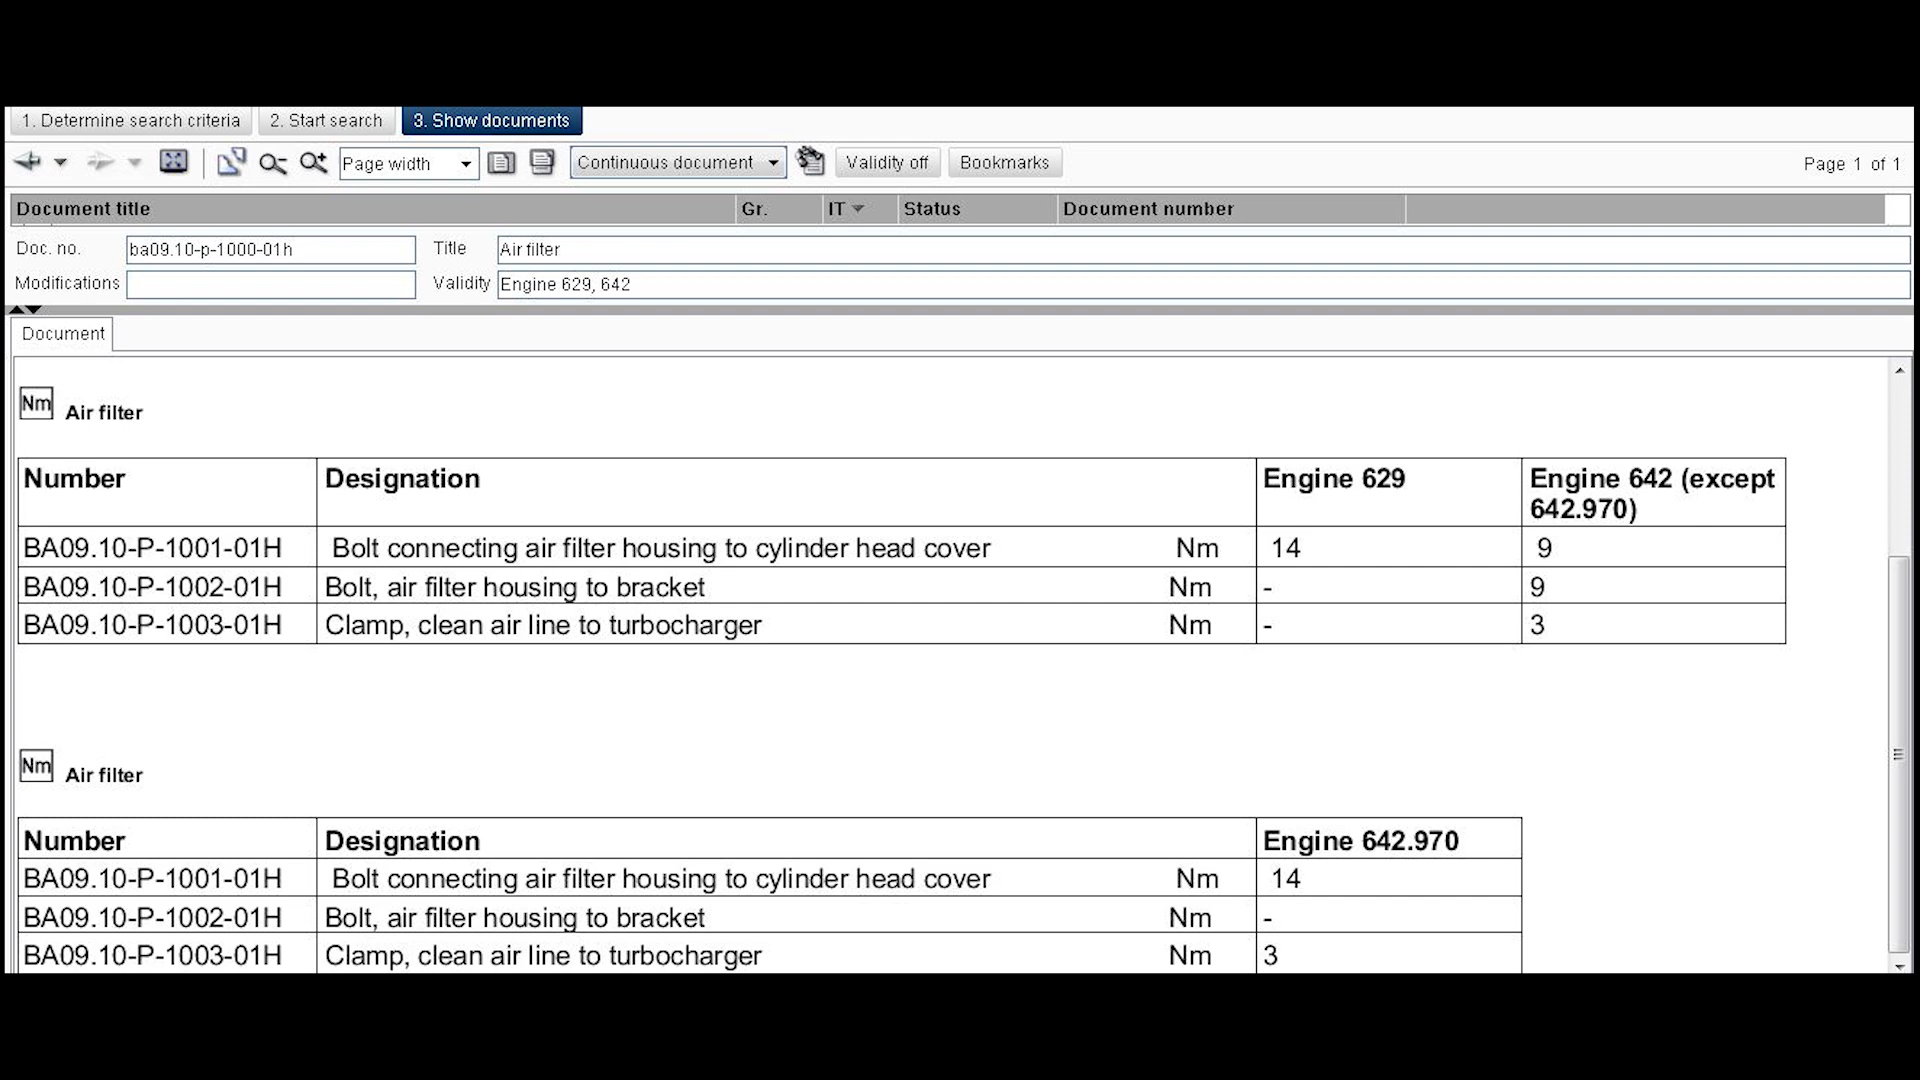 1. Determine search criteria 2. Start search 3. Show documents
Page width Continuous document Validity off Bookmarks Page 1 of 1
Document title Gr. IT Status Document number
Doc. no. ba09.10-p-1000-01h Title Air filter
Modifications Validity Engine 629, 642
Document
Nm Air filter
Number Designation Engine 629 Engine 642 (except
642.970)
BA09.10-P-1001-01H Bolt connecting air filter housing to cylinder head cover Nm 14 9
BA09.10-P-1002-01H Bolt, air filter housing to bracket Nm - 9
BA09.10-P-1003-01H Clamp, clean air line to turbocharger Nm - 3
Nm Air filter
Number Designation Engine 642.970
BA09.10-P-1001-01H Bolt connecting air filter housing to cylinder head cover Nm 14
BA09.10-P-1002-01H Bolt, air filter housing to bracket Nm -
BA09.10-P-1003-01H Clamp, clean air line to turbocharger Nm 3